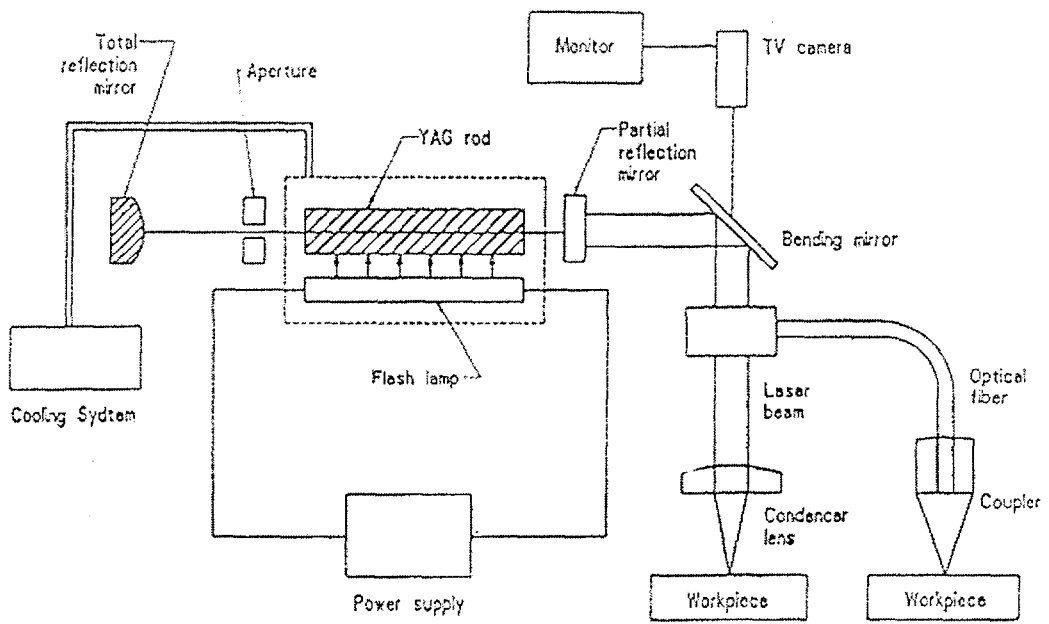 Total
reflection
mirror
Aperture
Monitor
TV camera
YAG rod
Partial
reflection
mirror
Bending mirror
Flash lamp
Cooling Sydtem
Laser
beam
Optical
fiber
Condencer
lens
Coupler
Power supply
Workpiece
Workpiece